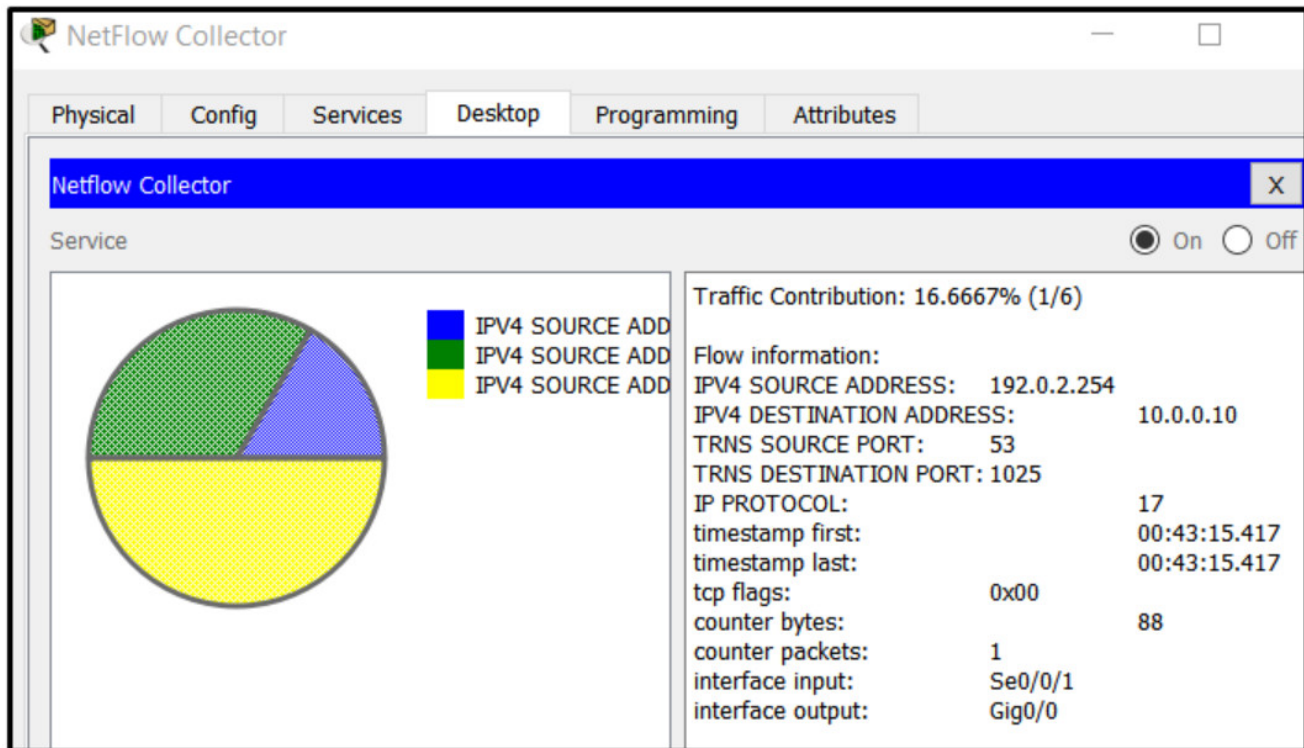 NetFlow Collector
Physical Config Services Desktop Programming Attributes
Netflow Collector X
Service On Off
IPV4 SOURCE ADD
IPV4 SOURCE ADD
IPV4 SOURCE ADD
Traffic Contribution: 16.6667% (1/6)
Flow information:
IPV4 SOURCE ADDRESS: 192.0.2.254
IPV4 DESTINATION ADDRESS: 10.0.0.10
TRNS SOURCE PORT: 53
TRNS DESTINATION PORT: 1025
IP PROTOCOL: 17
timestamp first: 00:43:15.417
timestamp last: 00:43:15.417
tcp flags: 0x00
counter bytes: 88
counter packets: 1
interface input: Se0/0/1
interface output: Gig0/0